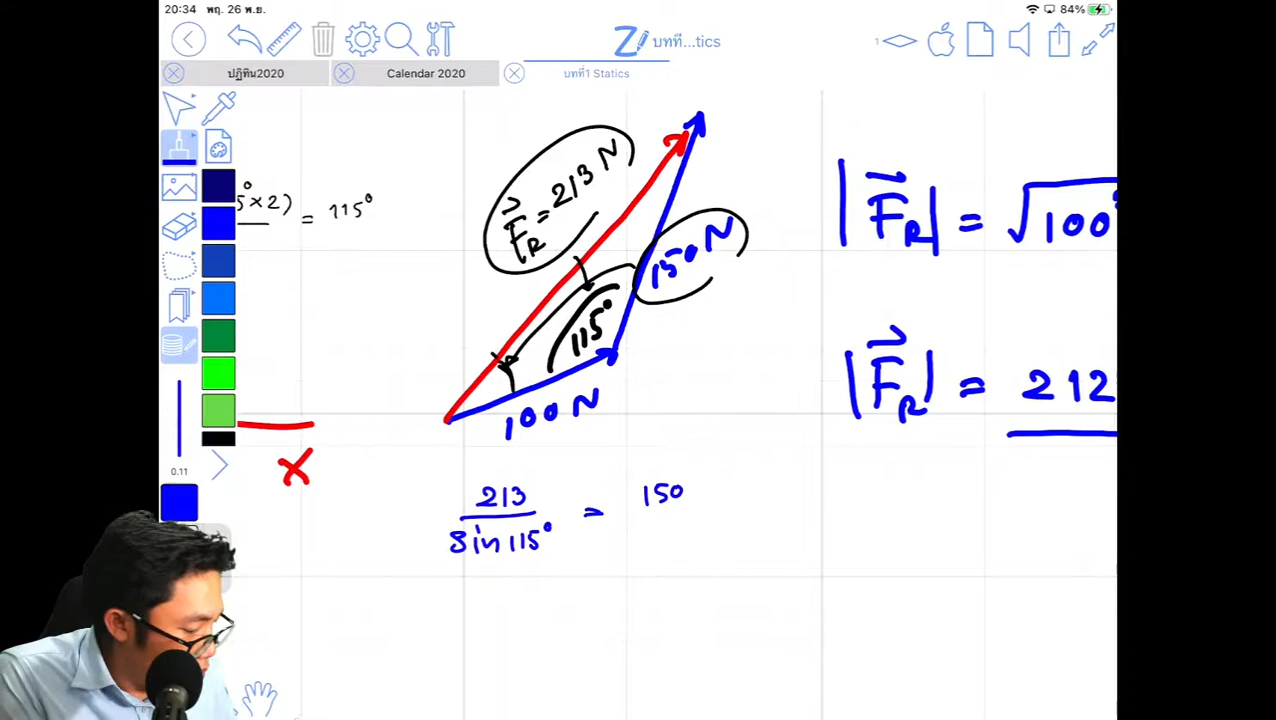 20:34 พฤ. 26 พ.ย.
84%
บทที่...tics
1
ปฏิทิน2020
Calendar 2020
บทที่1 Statics
5×2)
= 115°
F_R = 213 N
150 N
115°
100 N
|F_R| = √100
|F_R| = 212
0.11
x
213
sin 115°
= 150